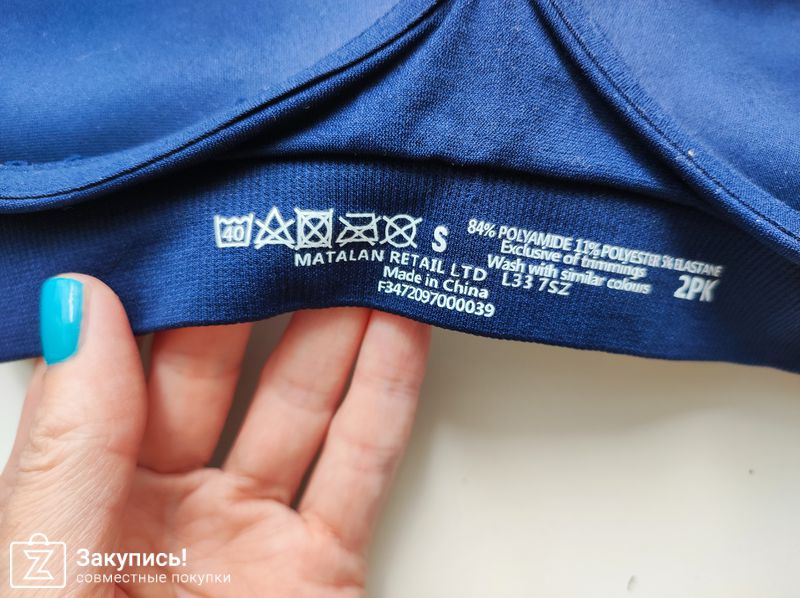 40
S
MATALAN RETAIL LTD
Made in China
F3472097000039
84% POLYAMIDE 11% POLYESTER 5% ELASTANE
Exclusive of trimmings
Wash with similar colours
L33 7SZ
2PK
Закупись!
совместные покупки